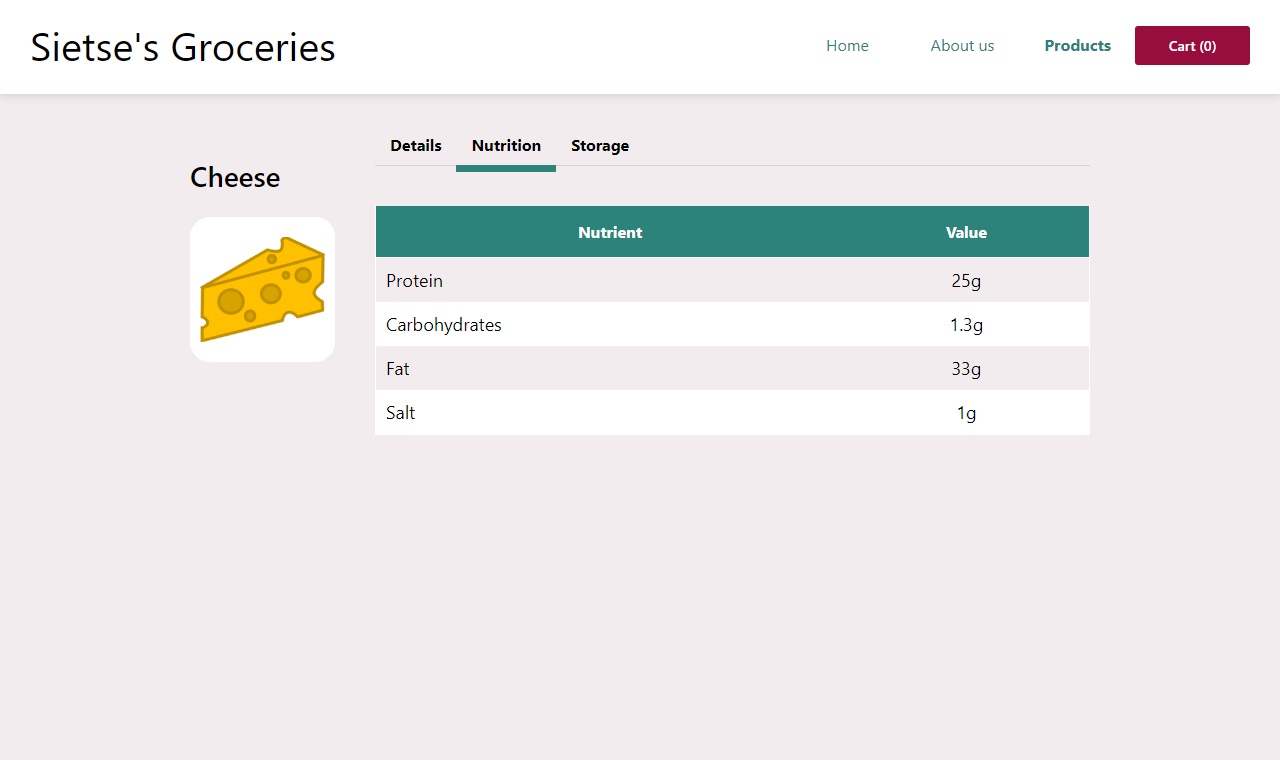 Sietse's Groceries
Home About us Products Cart (0)
Details Nutrition Storage
Cheese
Nutrient Value
Protein 25g
Carbohydrates 1.3g
Fat 33g
Salt 1g